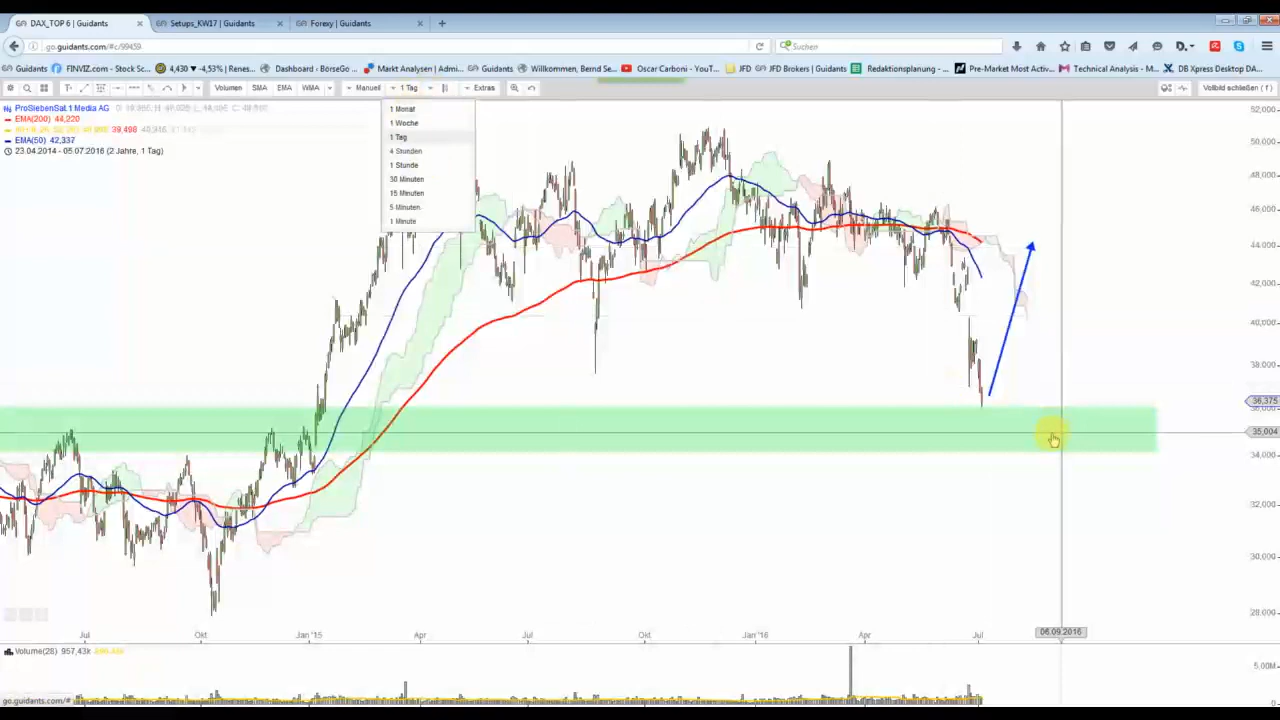 DAX_TOP 6 | Guidants
Setups_KW17 | Guidants
Forexy | Guidants
go.guidants.com/#c/99459
Suchen
Guidants
FINVIZ.com - Stock Sc...
4,430 -4,53% | Renes...
Dashboard ‹ BörseGo ...
Markt Analysen | Admi...
Guidants
Willkommen, Bernd Se...
Oscar Carboni - YouT...
JFD
JFD Brokers | Guidants
Redaktionsplanung - ...
Pre-Market Most Activ...
Technical Analysis - M...
DB Xpress Desktop DA...
Volumen
SMA
EMA
WMA
Manuell
1 Tag
Extras
Vollbild schließen ( f )
ProSiebenSat.1 Media AG
EMA(200) 44,220
EMA(50) 42,337
23.04.2014 - 05.07.2016 (2 Jahre, 1 Tag)
1 Monat
1 Woche
1 Tag
4 Stunden
1 Stunde
30 Minuten
15 Minuten
5 Minuten
1 Minute
52,000
50,000
48,000
46,000
44,000
42,000
40,000
38,000
36,375
35,004
34,000
32,000
30,000
28,000
Jul
Okt
Jan '15
Apr
Jul
Okt
Jan '16
Apr
Jul
06.09.2016
Volume(28) 957,43k
5,00M
go.guidants.com/#
0